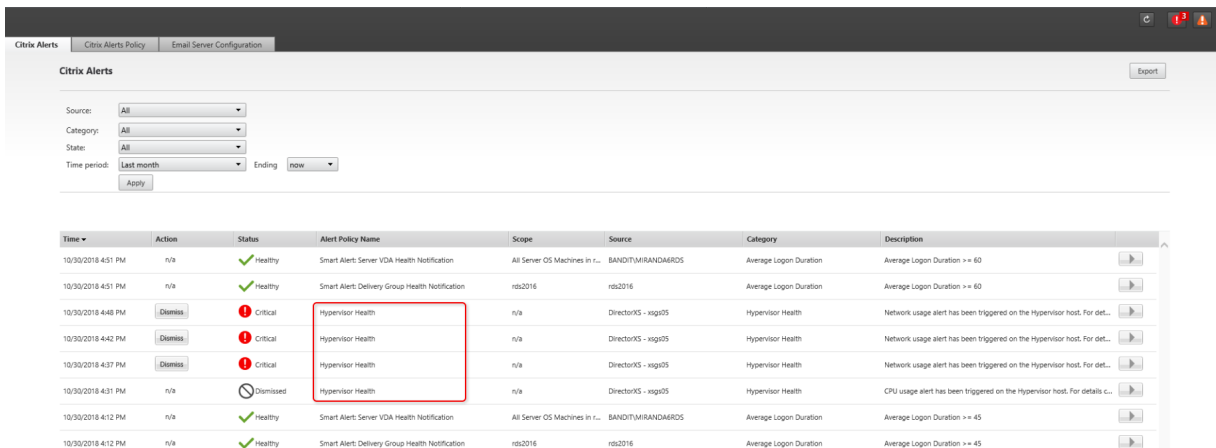 3
Citrix Alerts Citrix Alerts Policy Email Server Configuration
Citrix Alerts Export
Source: All
Category: All
State: All
Time period: Last month Ending now
Apply
Time Action Status Alert Policy Name Scope Source Category Description
10/30/2018 4:51 PM n/a Healthy Smart Alert: Server VDA Health Notification All Server OS Machines in r... BANDIT\MIRANDA6RDS Average Logon Duration Average Logon Duration >= 60
10/30/2018 4:51 PM n/a Healthy Smart Alert: Delivery Group Health Notification rds2016 rds2016 Average Logon Duration Average Logon Duration >= 60
10/30/2018 4:48 PM Dismiss Critical Hypervisor Health n/a DirectorXS - xsgs05 Hypervisor Health Network usage alert has been triggered on the Hypervisor host. For det...
10/30/2018 4:42 PM Dismiss Critical Hypervisor Health n/a DirectorXS - xsgs05 Hypervisor Health Network usage alert has been triggered on the Hypervisor host. For det...
10/30/2018 4:37 PM Dismiss Critical Hypervisor Health n/a DirectorXS - xsgs05 Hypervisor Health Network usage alert has been triggered on the Hypervisor host. For det...
10/30/2018 4:31 PM n/a Dismissed Hypervisor Health n/a DirectorXS - xsgs05 Hypervisor Health CPU usage alert has been triggered on the Hypervisor host. For details c...
10/30/2018 4:12 PM n/a Healthy Smart Alert: Server VDA Health Notification All Server OS Machines in r... BANDIT\MIRANDA6RDS Average Logon Duration Average Logon Duration >= 45
10/30/2018 4:12 PM n/a Healthy Smart Alert: Delivery Group Health Notification rds2016 rds2016 Average Logon Duration Average Logon Duration >= 45